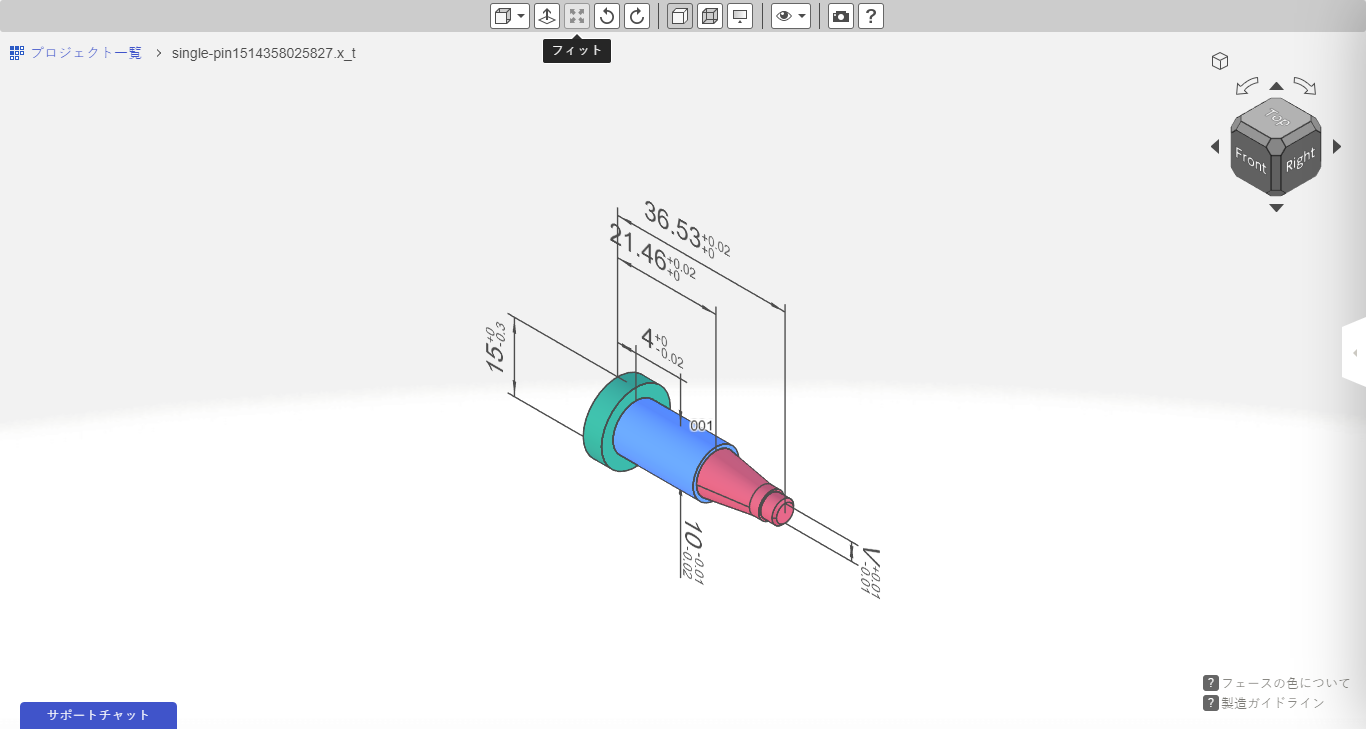 ?
フィット
プロジェクト一覧 > single-pin1514358025827.x_t
Top
Front
Right
36.53 +0.02 +0
21.46 +0.02 +0
4 +0 -0.02
15 +0 -0.3
001
10 -0.01 -0.02
V +0.01 -0.01
? フェースの色について
? 製造ガイドライン
サポートチャット